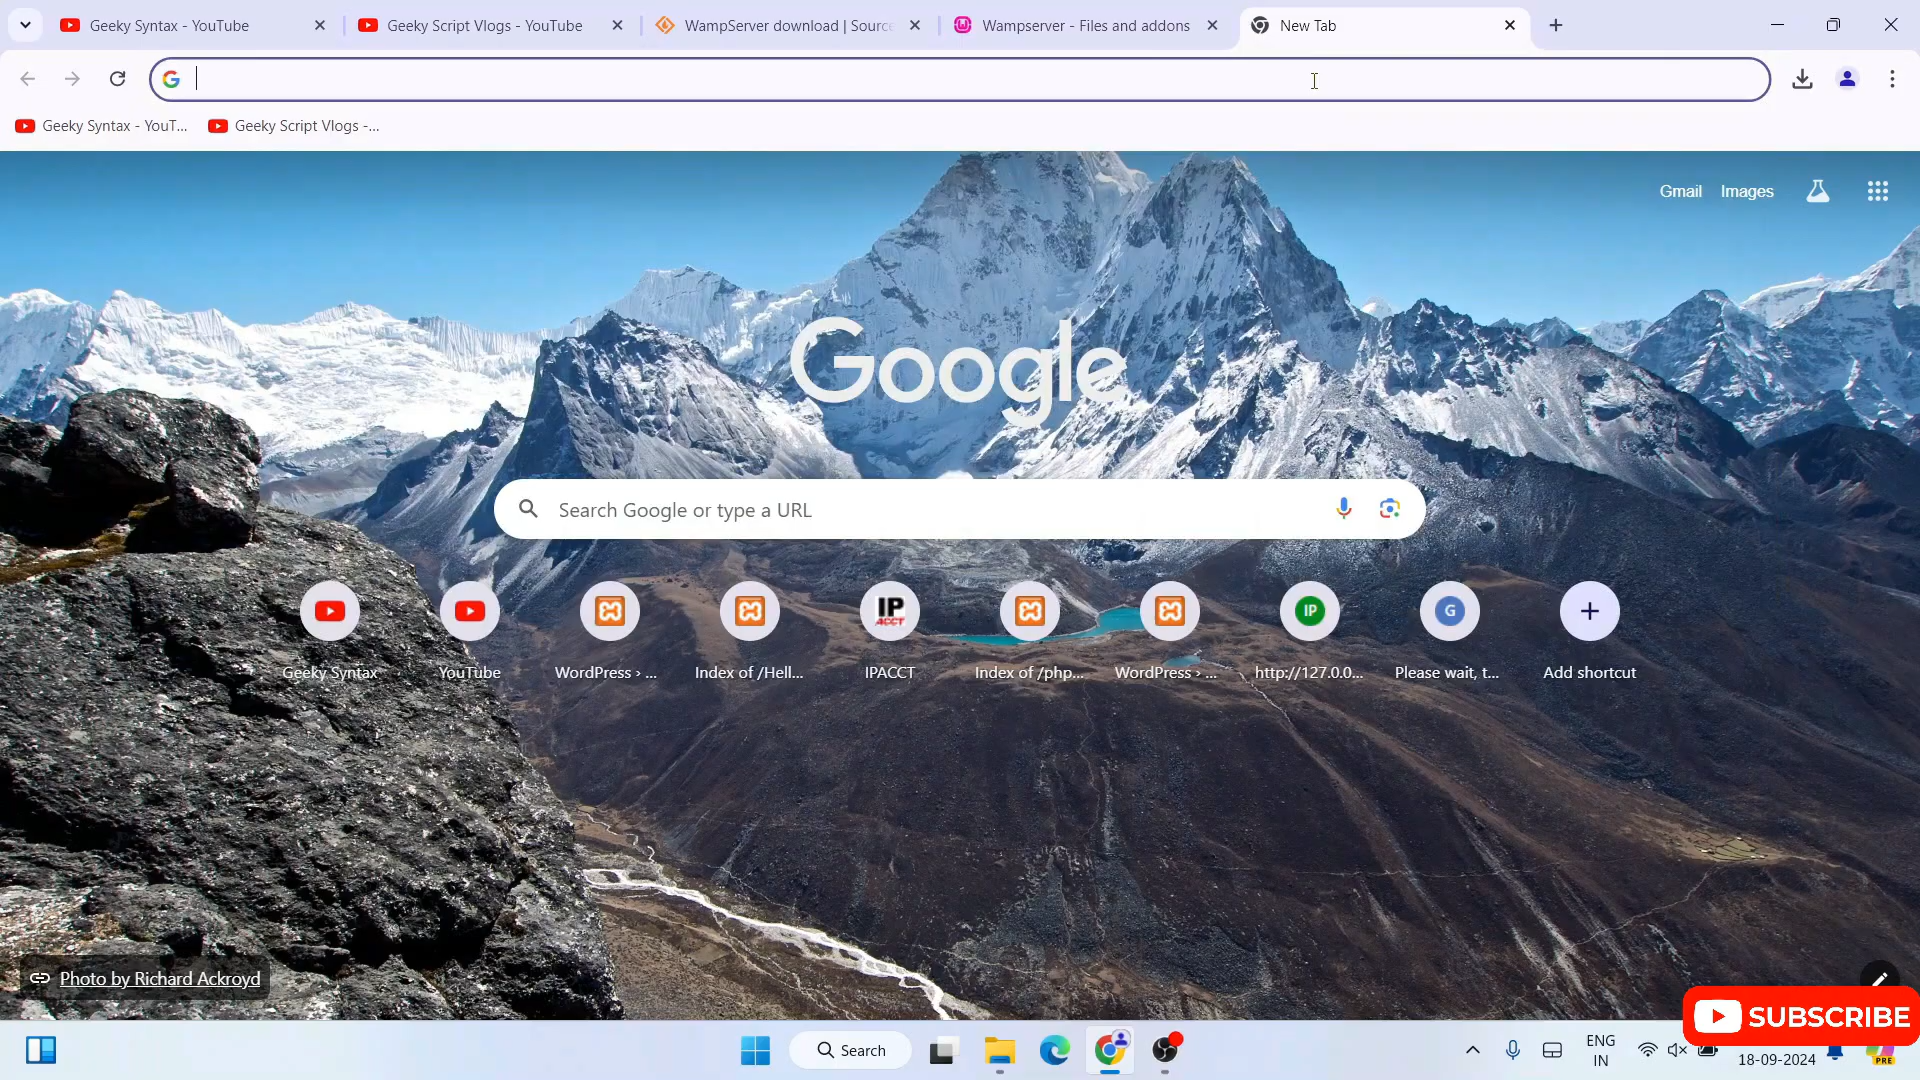 Geeky Syntax - YouTube
Geeky Script Vlogs - YouTube
WampServer download | Source
Wampserver - Files and addons
New Tab
Geeky Syntax - YouT...
Geeky Script Vlogs -...
Gmail
Images
Google
Search Google or type a URL
IP
ACCT
IP
G
Geeky Syntax
YouTube
WordPress › ...
Index of /Hell...
IPACCT
Index of /php...
WordPress › ...
http://127.0.0...
Please wait, t...
Add shortcut
Photo by Richard Ackroyd
SUBSCRIBE
Search
ENG
IN
18-09-2024
PRE